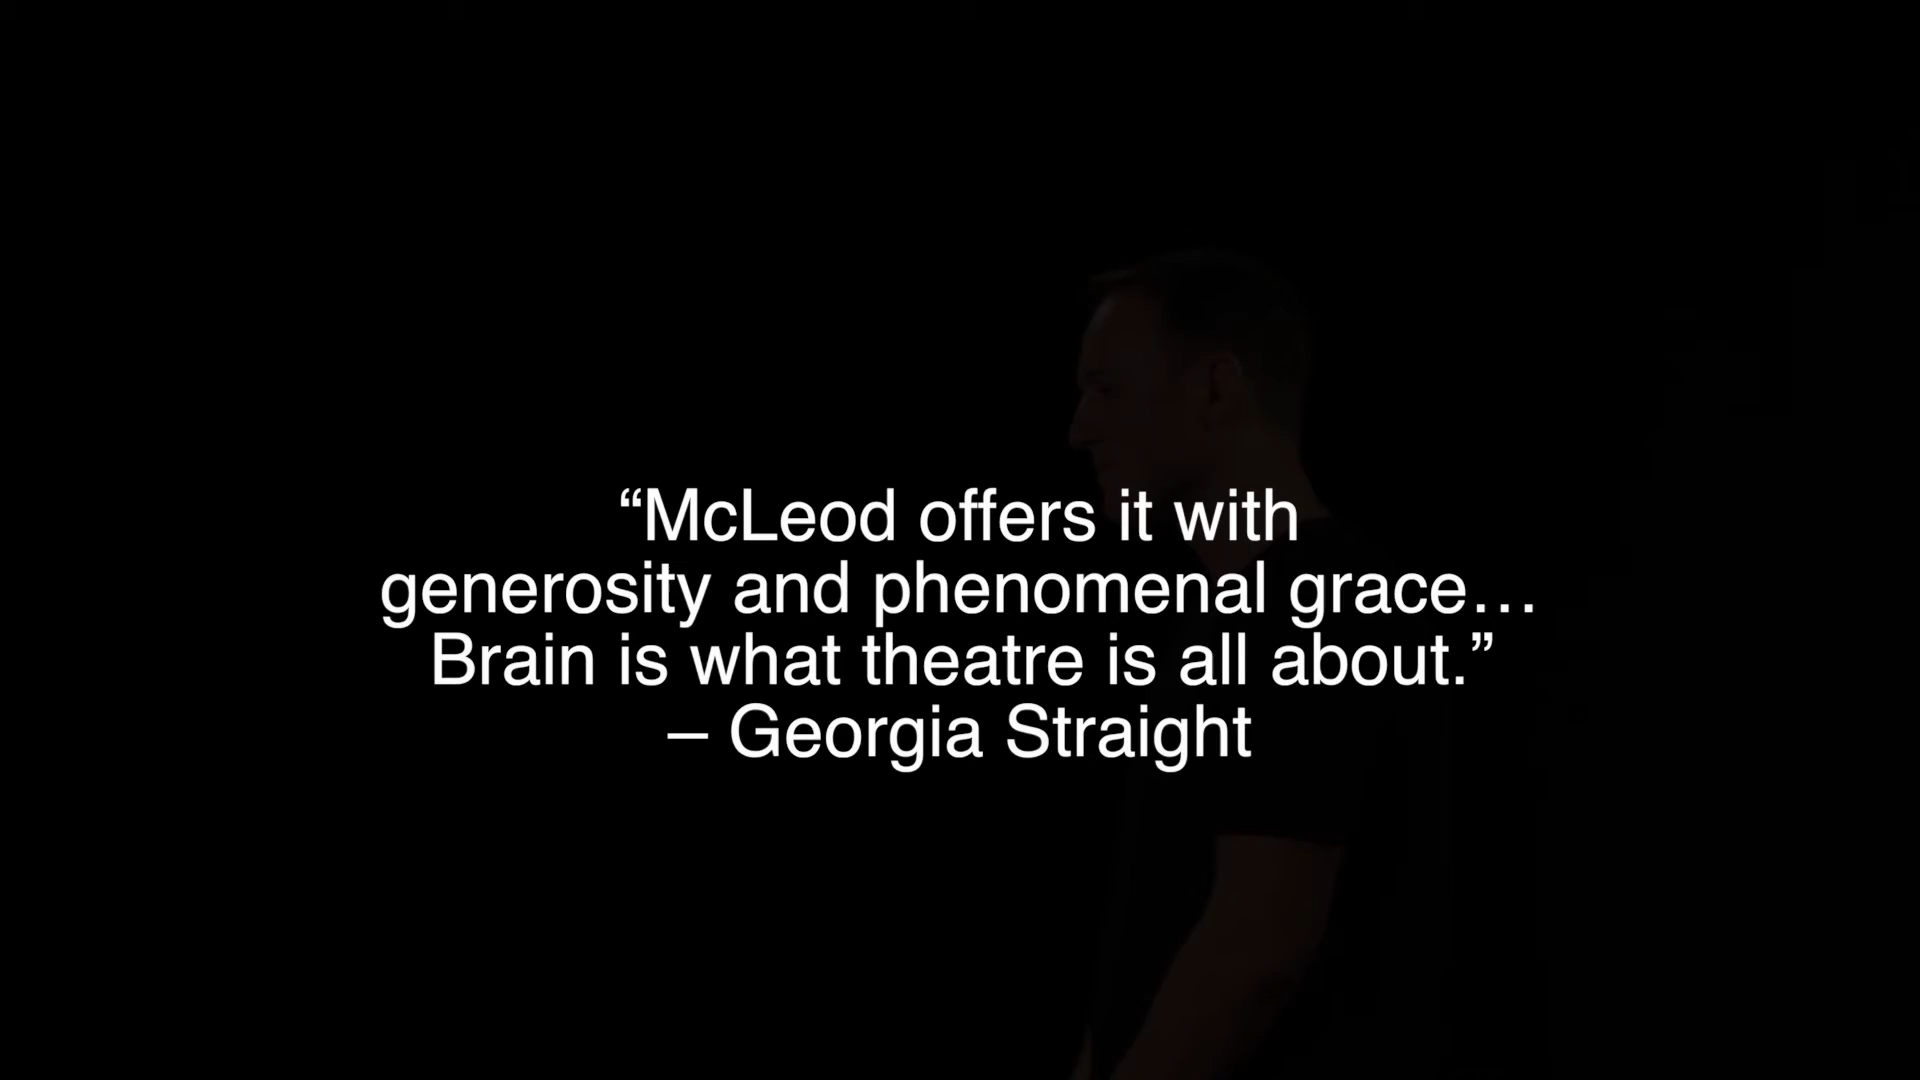 “McLeod offers it with
generosity and phenomenal grace…
Brain is what theatre is all about.”
– Georgia Straight